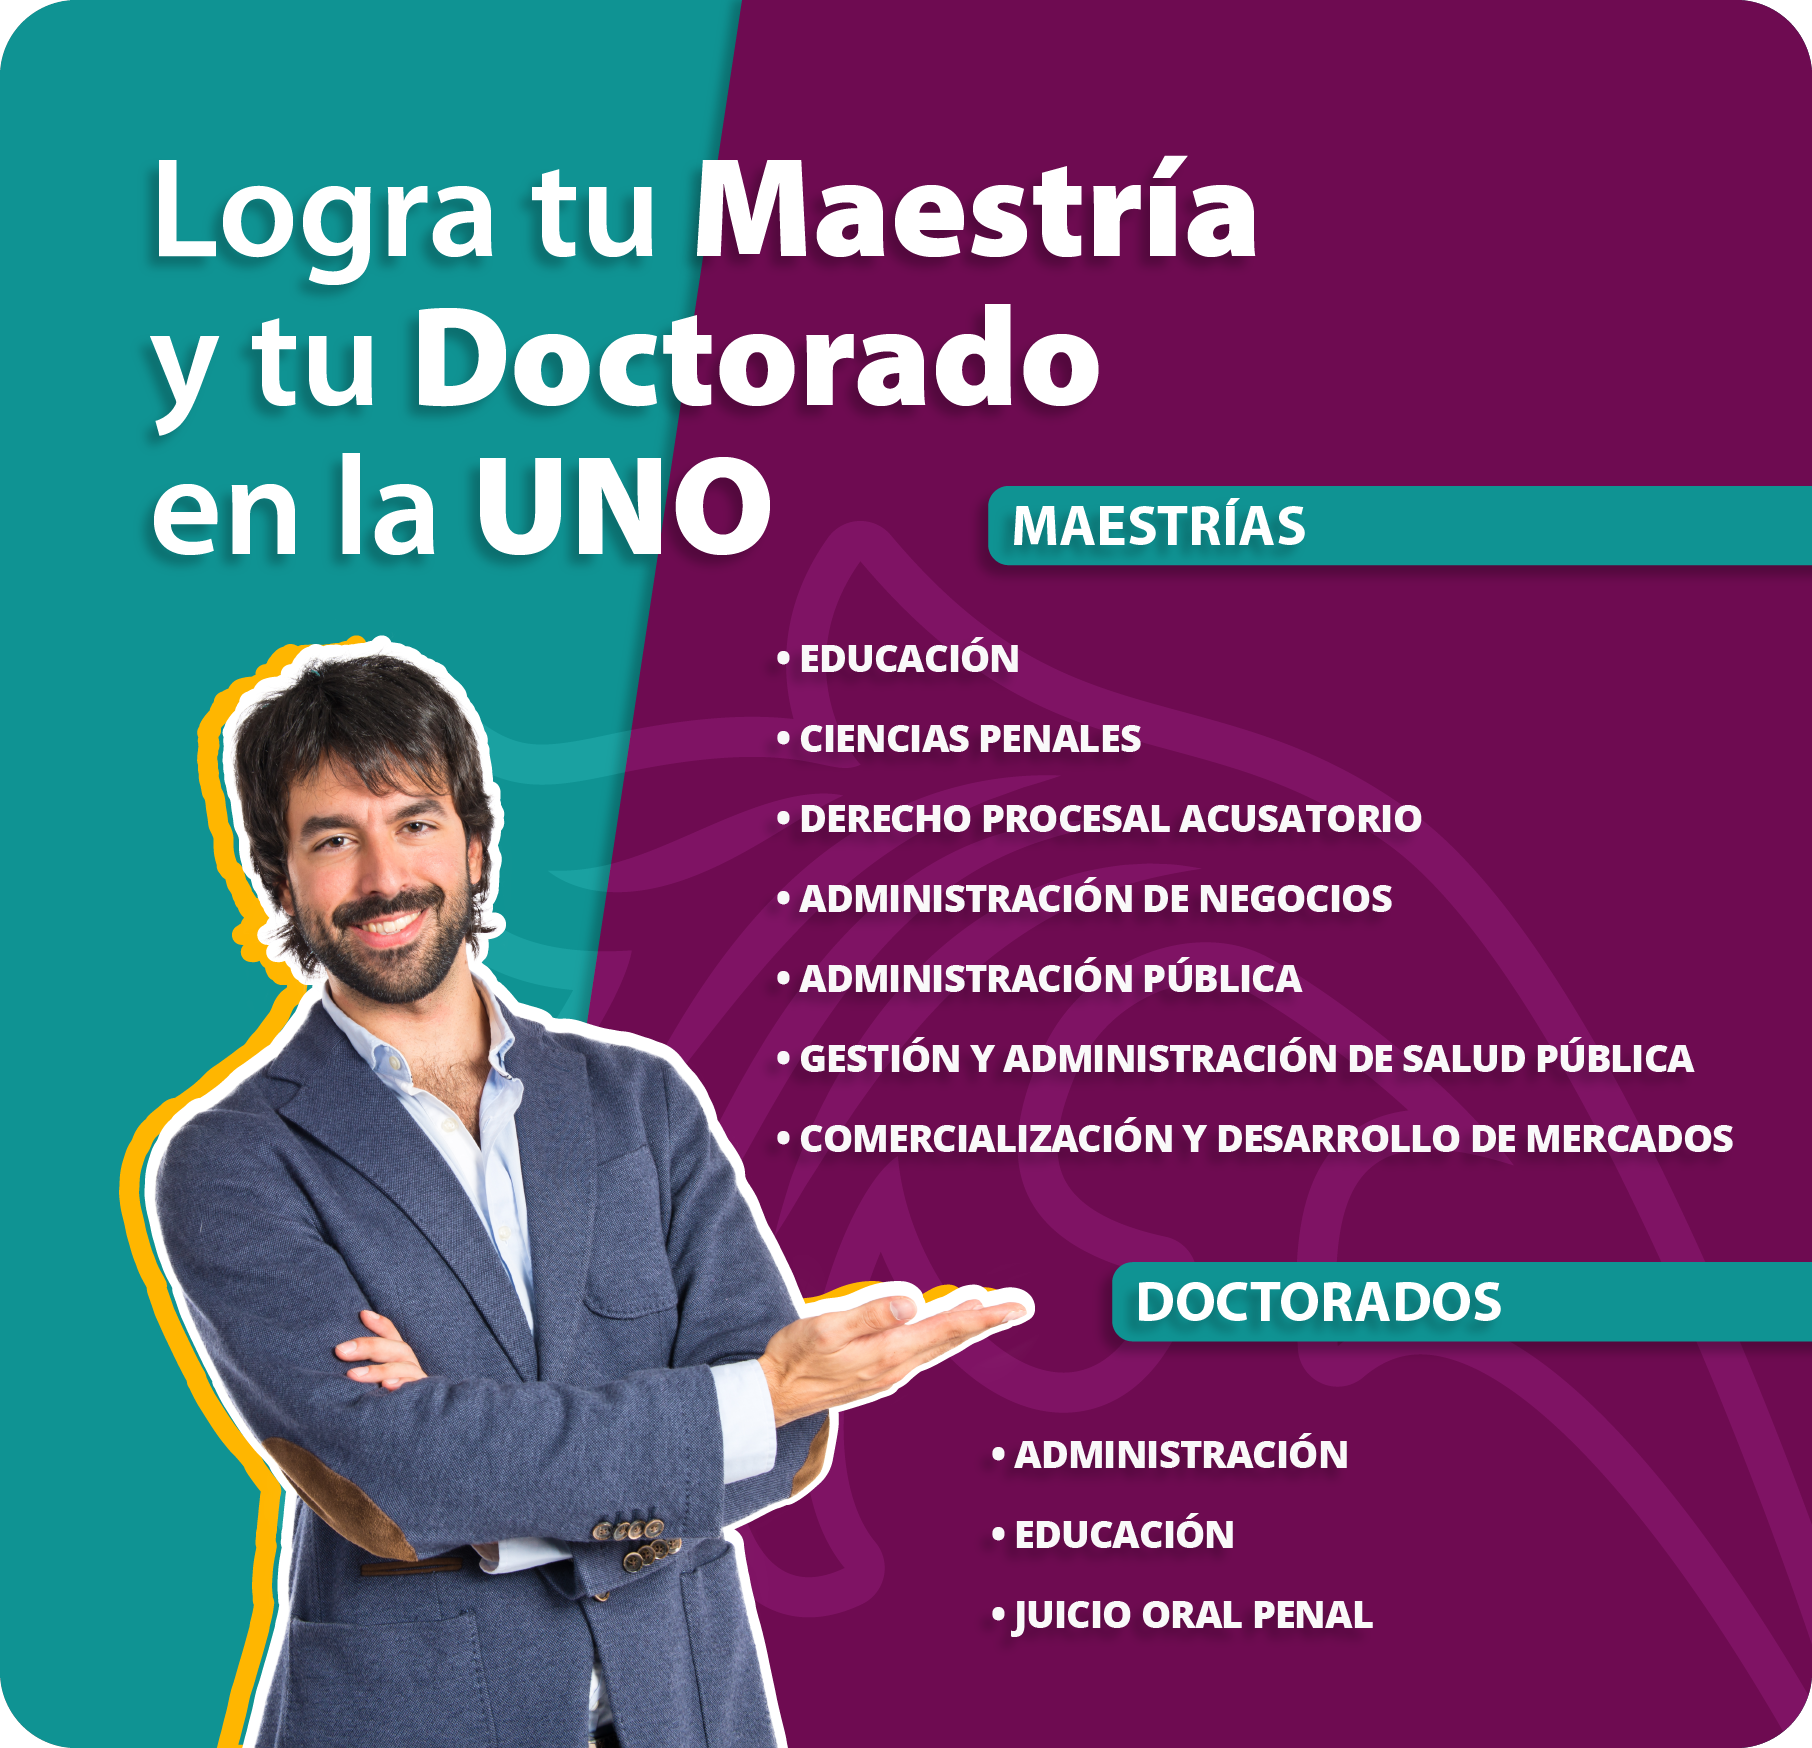 Logra tu Maestría
y tu Doctorado
en la UNO
MAESTRÍAS
• EDUCACIÓN
• CIENCIAS PENALES
• DERECHO PROCESAL ACUSATORIO
• ADMINISTRACIÓN DE NEGOCIOS
• ADMINISTRACIÓN PÚBLICA
• GESTIÓN Y ADMINISTRACIÓN DE SALUD PÚBLICA
• COMERCIALIZACIÓN Y DESARROLLO DE MERCADOS
DOCTORADOS
• ADMINISTRACIÓN
• EDUCACIÓN
• JUICIO ORAL PENAL